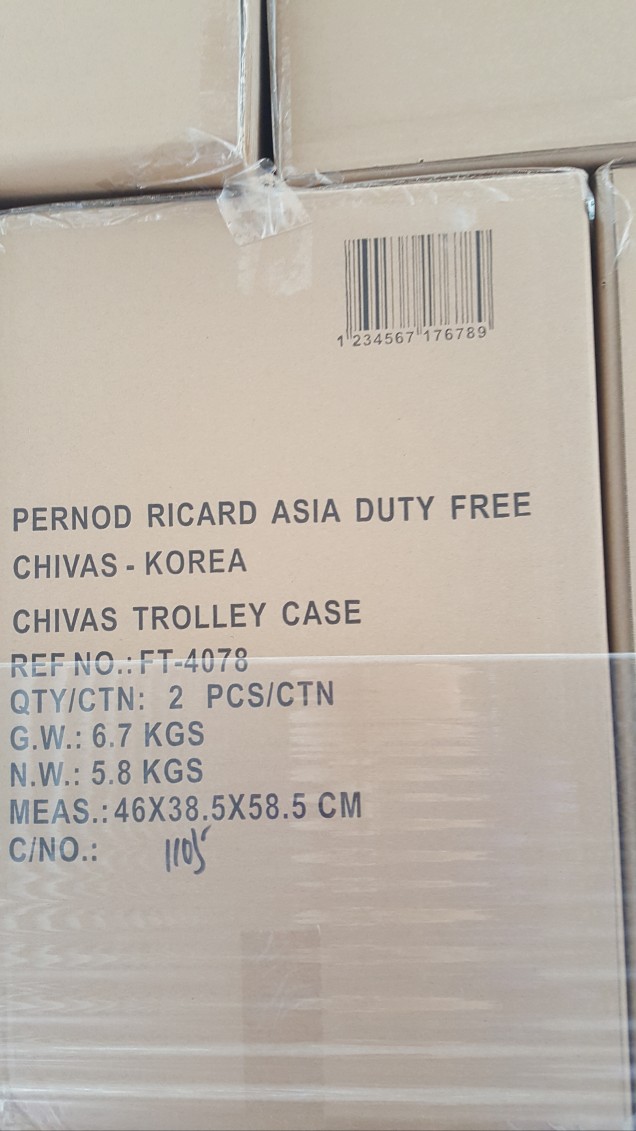 1 234567 176789
PERNOD RICARD ASIA DUTY FREE
CHIVAS - KOREA
CHIVAS TROLLEY CASE
REF NO.: FT-4078
QTY/CTN: 2 PCS/CTN
G.W.: 6.7 KGS
N.W.: 5.8 KGS
MEAS.: 46X38.5X58.5 CM
C/NO.: 1105